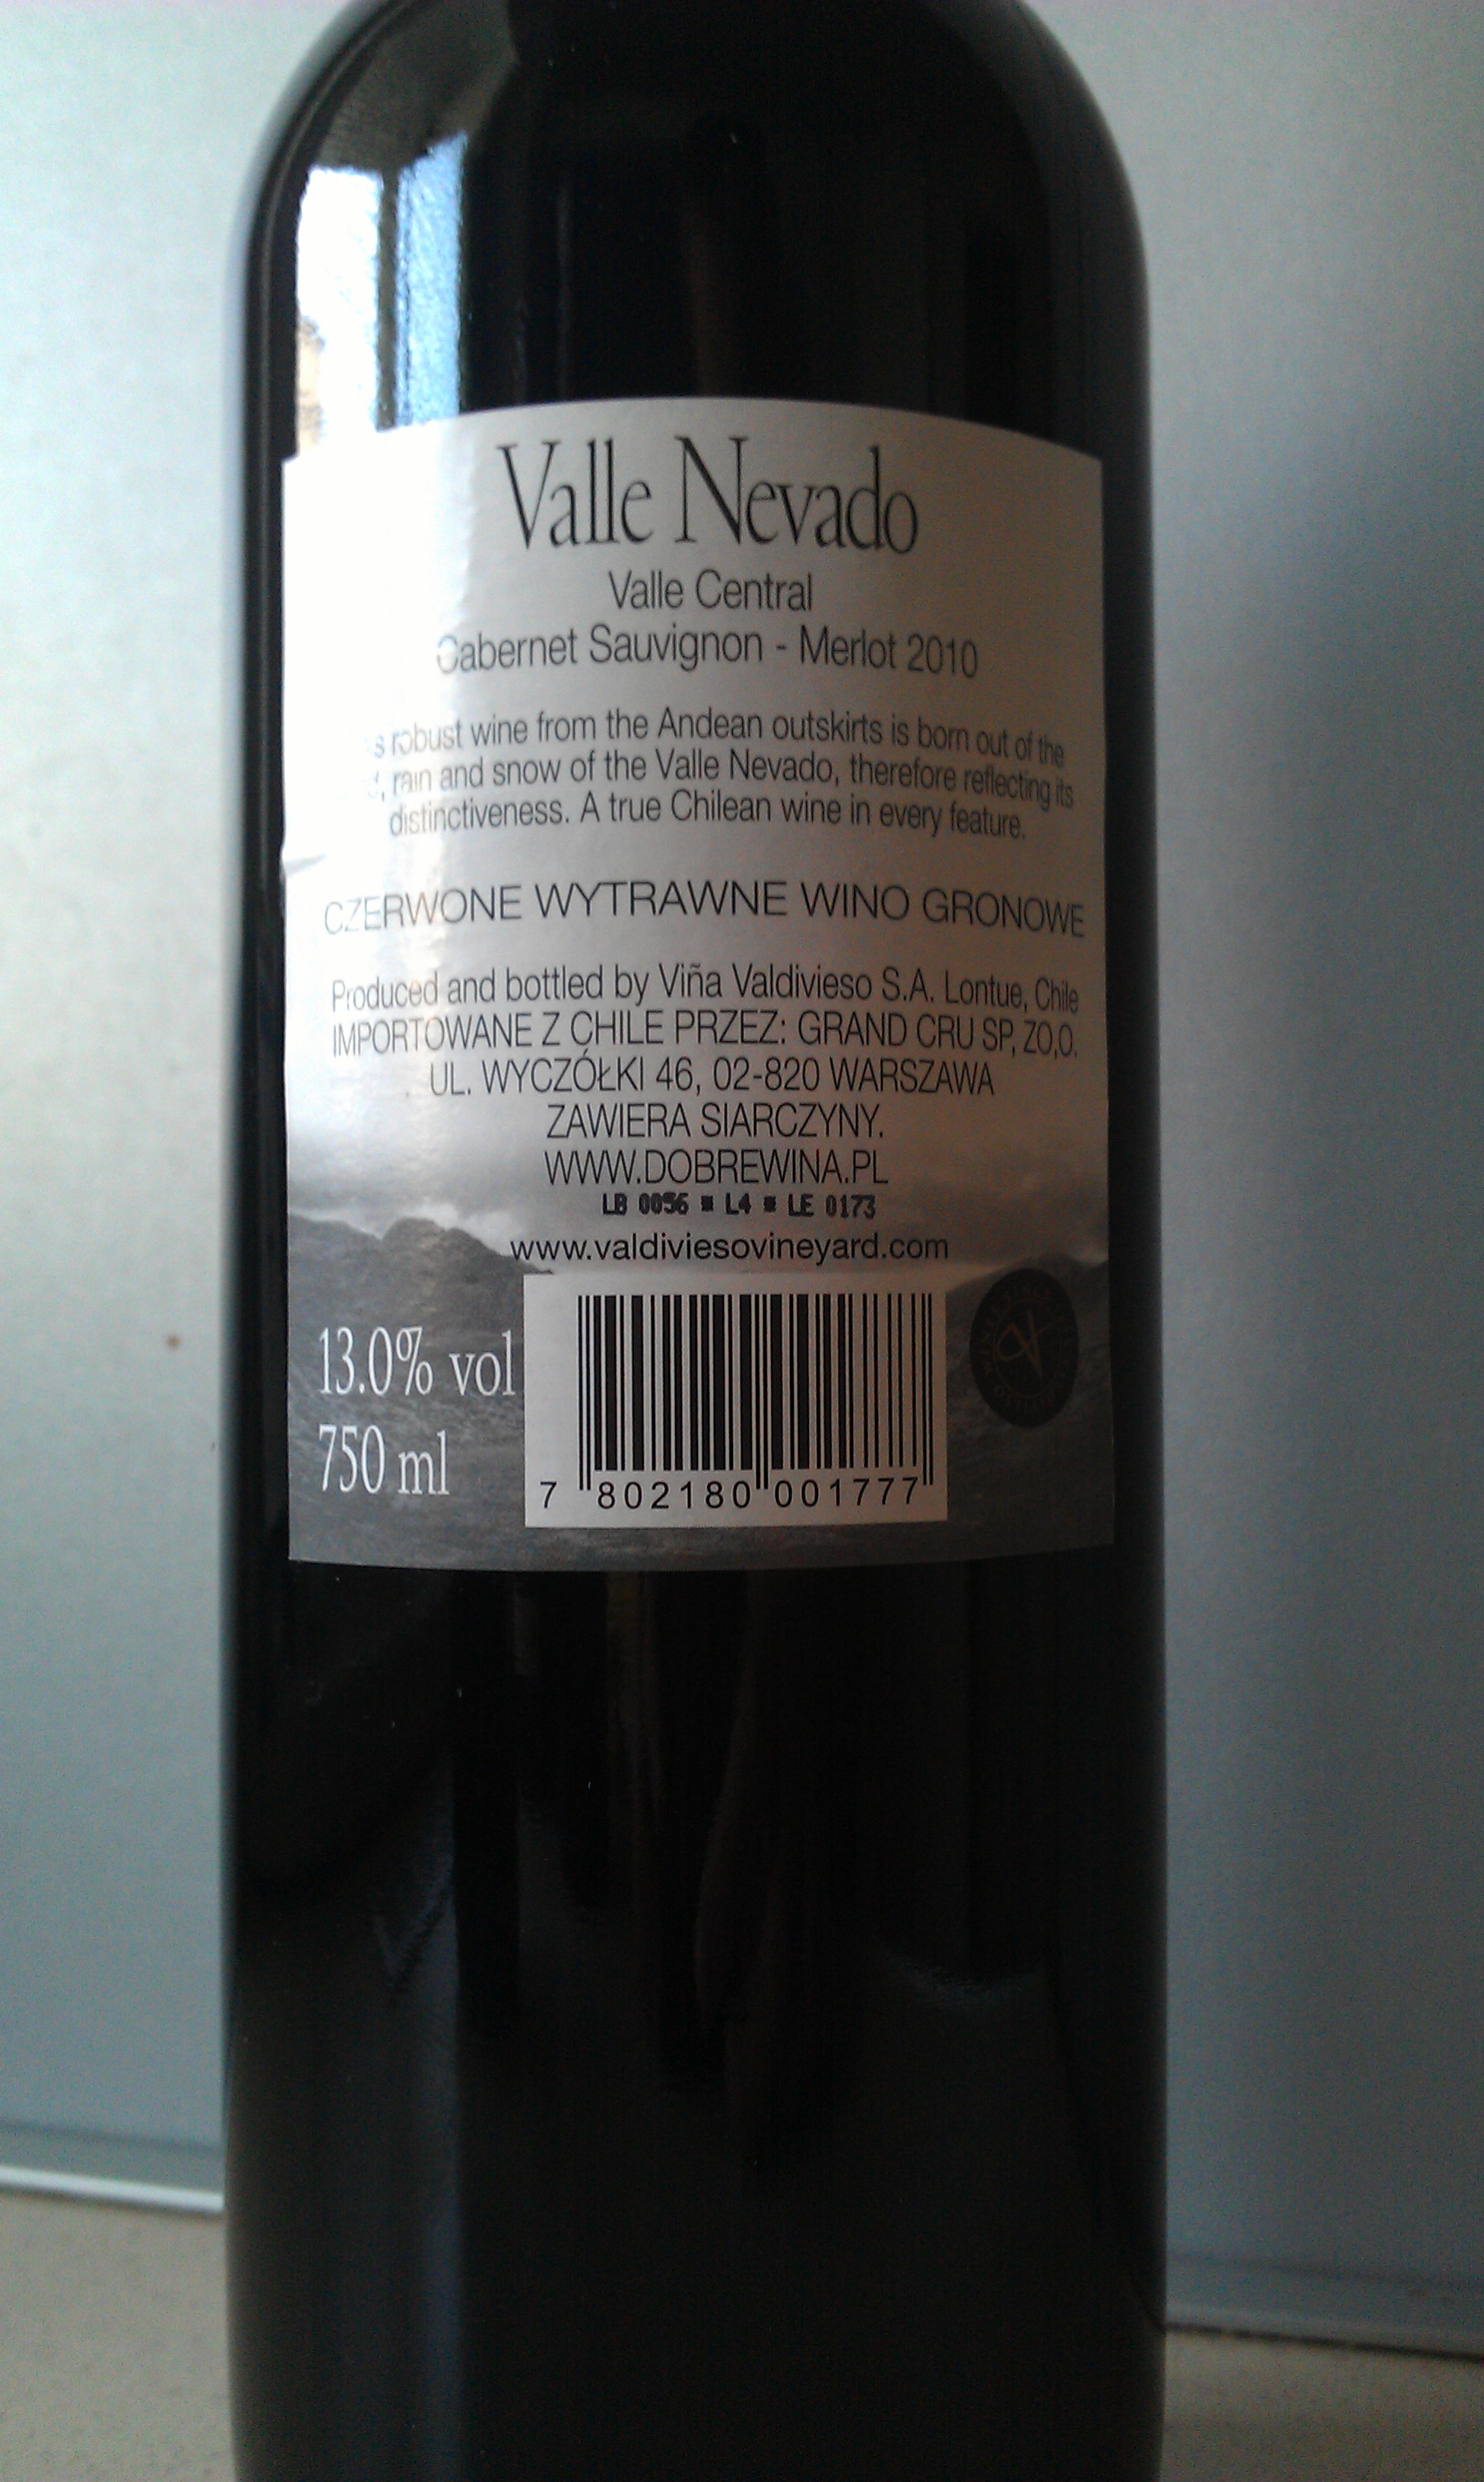 Valle Nevado
Valle Central
Cabernet Sauvignon - Merlot 2010
robust wine from the Andean outskirts is born out of the
rain and snow of the Valle Nevado, therefore reflecting its
distinctiveness. A true Chilean wine in every feature.
CZERWONE WYTRAWNE WINO GRONOWE
Produced and bottled by Viña Valdivieso S.A. Lontue, Chile
IMPORTOWANE Z CHILE PRZEZ: GRAND CRU SP, ZO,O.
UL. WYCZÓŁKI 46, 02-820 WARSZAWA
ZAWIERA SIARCZYNY.
WWW.DOBREWINA.PL
LB 0056 L4 LE 0173
www.valdiviesovineyard.com
13.0% vol
750 ml
7 802180 001777